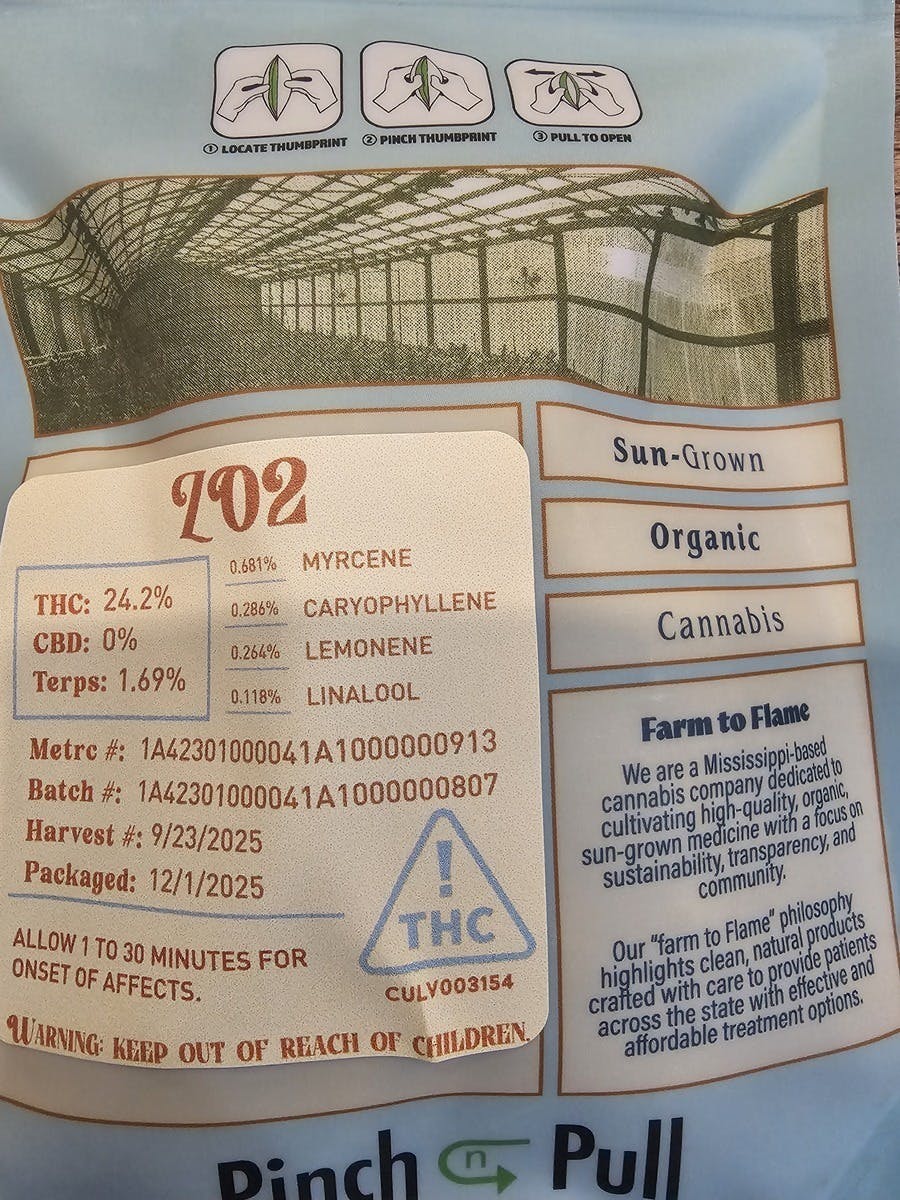 ① LOCATE THUMBPRINT
② PINCH THUMBPRINT
③ PULL TO OPEN
LO2
THC: 24.2%
CBD: 0%
Terps: 1.69%
0.681% MYRCENE
0.286% CARYOPHYLLENE
0.264% LEMONENE
0.118% LINALOOL
Metrc #: 1A42301000041A1000000913
Batch #: 1A42301000041A1000000807
Harvest #: 9/23/2025
Packaged: 12/1/2025
! THC
CULV003154
ALLOW 1 TO 30 MINUTES FOR
ONSET OF AFFECTS.
WARNING: KEEP OUT OF REACH OF CHILDREN.
Sun-Grown
Organic
Cannabis
Farm to Flame
We are a Mississippi-based
cannabis company dedicated to
cultivating high-quality, organic,
sun-grown medicine with a focus on
sustainability, transparency, and
community.
Our "farm to Flame" philosophy
highlights clean, natural products
crafted with care to provide patients
across the state with effective and
affordable treatment options.
Pinch n Pull